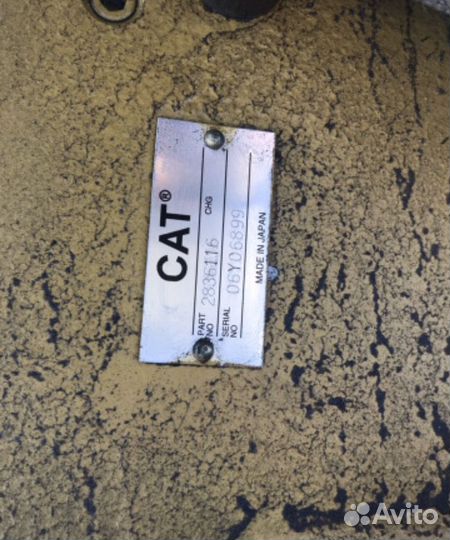 CAT®
PART NO 2836116 CHG
SERIAL NO 06Y06899
MADE IN JAPAN
Avito